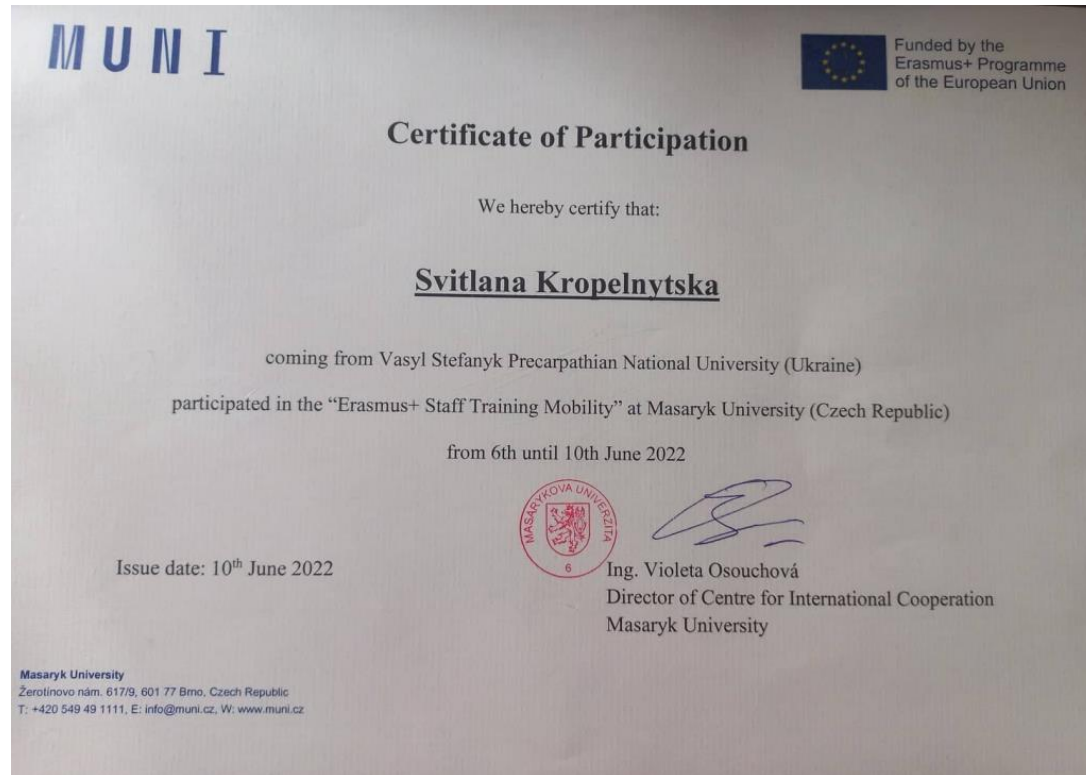 MUNI
Funded by the
Erasmus+ Programme
of the European Union
Certificate of Participation
We hereby certify that:
Svitlana Kropelnytska
coming from Vasyl Stefanyk Precarpathian National University (Ukraine)
participated in the “Erasmus+ Staff Training Mobility” at Masaryk University (Czech Republic)
from 6th until 10th June 2022
MASARYKOVA UNIVERZITA
6
Issue date: 10th June 2022
Ing. Violeta Osouchová
Director of Centre for International Cooperation
Masaryk University
Masaryk University
Žerotínovo nám. 617/9, 601 77 Brno, Czech Republic
T: +420 549 49 1111, E: info@muni.cz, W: www.muni.cz